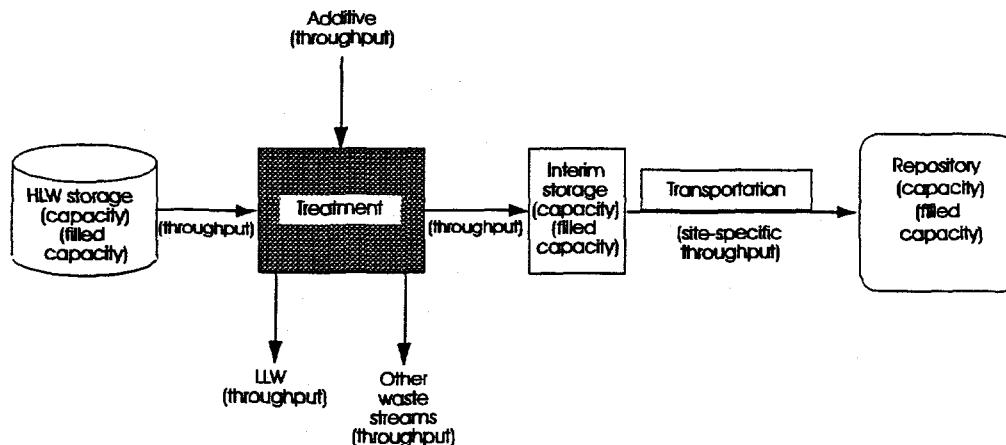 Additive
(throughput)
HLW storage
(capacity)
(filled
capacity)
(throughput)
Treatment
(throughput)
Interim
storage
(capacity)
(filled
capacity)
Transportation
(site-specific
throughput)
Repository
(capacity)
(filled
capacity)
LLW
(throughput)
Other
waste
streams
(throughput)